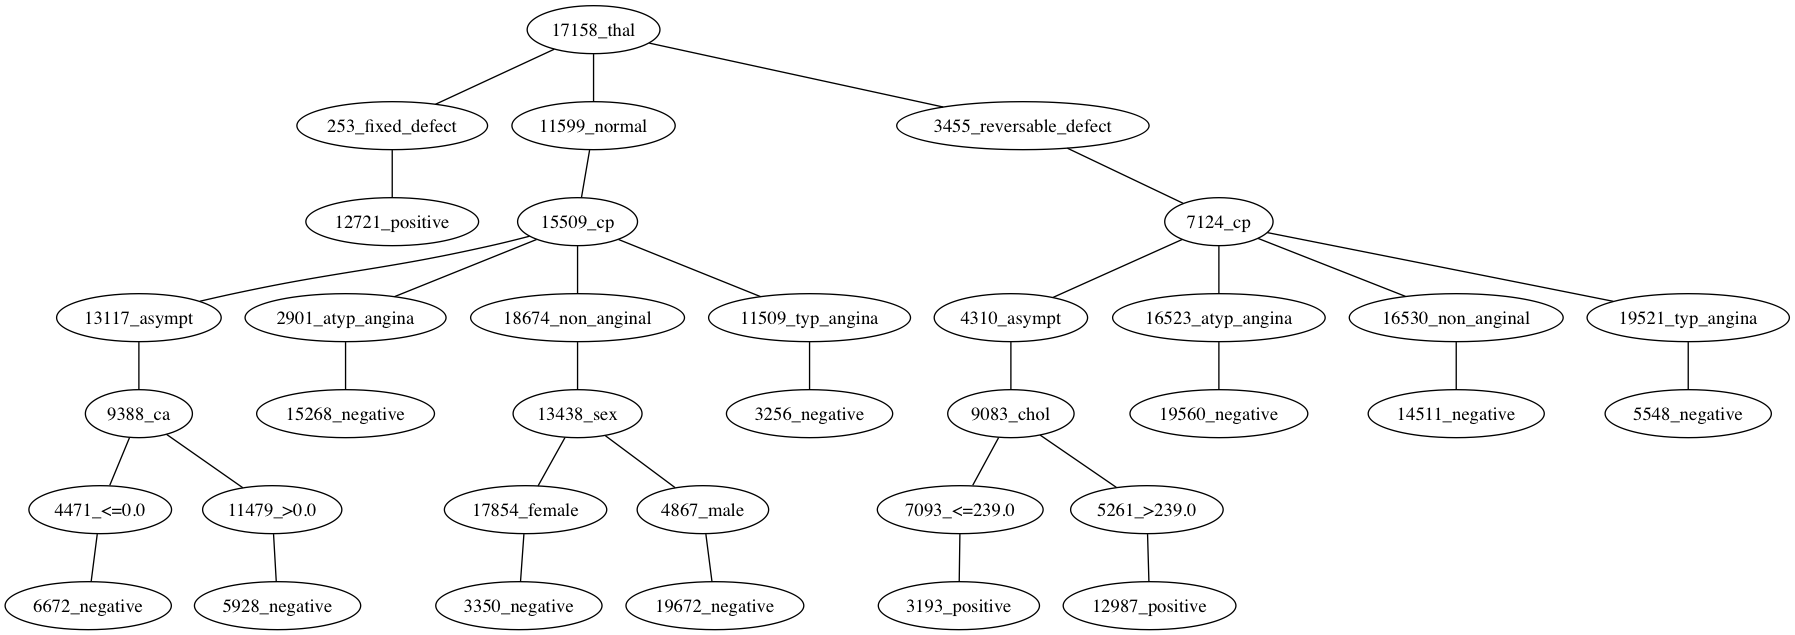 17158_thal
253_fixed_defect
11599_normal
3455_reversable_defect
12721_positive
15509_cp
7124_cp
13117_asympt
2901_atyp_angina
18674_non_anginal
11509_typ_angina
4310_asympt
16523_atyp_angina
16530_non_anginal
19521_typ_angina
9388_ca
15268_negative
13438_sex
3256_negative
9083_chol
19560_negative
14511_negative
5548_negative
4471_<=0.0
11479_>0.0
17854_female
4867_male
7093_<=239.0
5261_>239.0
6672_negative
5928_negative
3350_negative
19672_negative
3193_positive
12987_positive